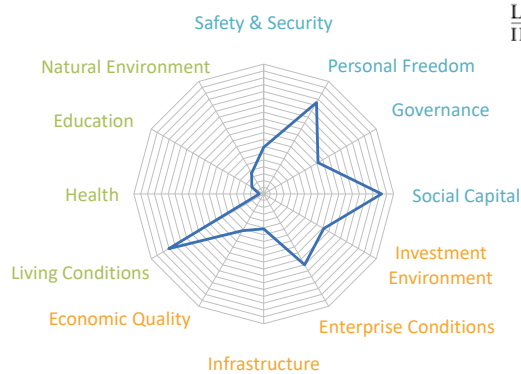 Safety & Security
Natural Environment
Personal Freedom
Education
Governance
Health
Social Capital
Investment
Environment
Living Conditions
Economic Quality
Enterprise Conditions
Infrastructure